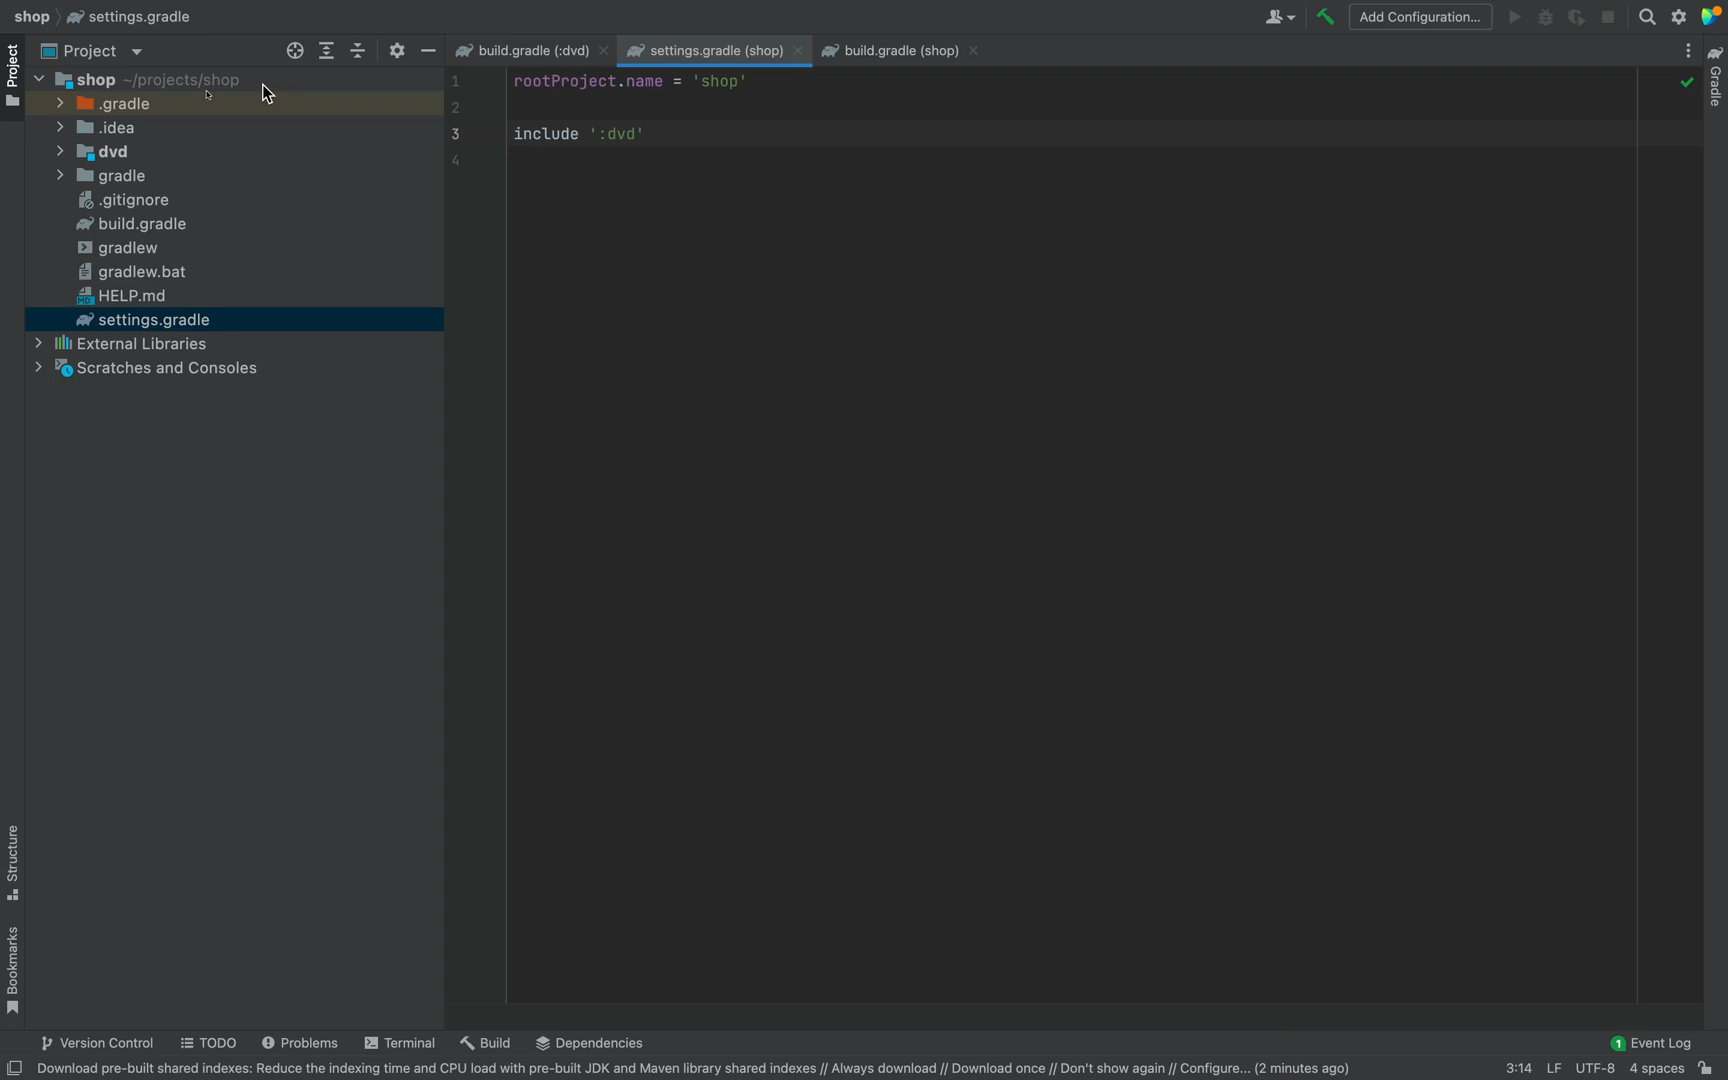 shop settings.gradle
Add Configuration...
Project
Project
build.gradle (:dvd)
settings.gradle (shop)
build.gradle (shop)
Gradle
shop ~/projects/shop
.gradle
.idea
dvd
gradle
.gitignore
build.gradle
gradlew
gradlew.bat
HELP.md
settings.gradle
External Libraries
Scratches and Consoles
1 rootProject.name = 'shop'
2
3 include ':dvd'
4
Structure
Bookmarks
Version Control TODO Problems Terminal Build Dependencies 1 Event Log
Download pre-built shared indexes: Reduce the indexing time and CPU load with pre-built JDK and Maven library shared indexes // Always download // Download once // Don't show again // Configure... (2 minutes ago) 3:14 LF UTF-8 4 spaces